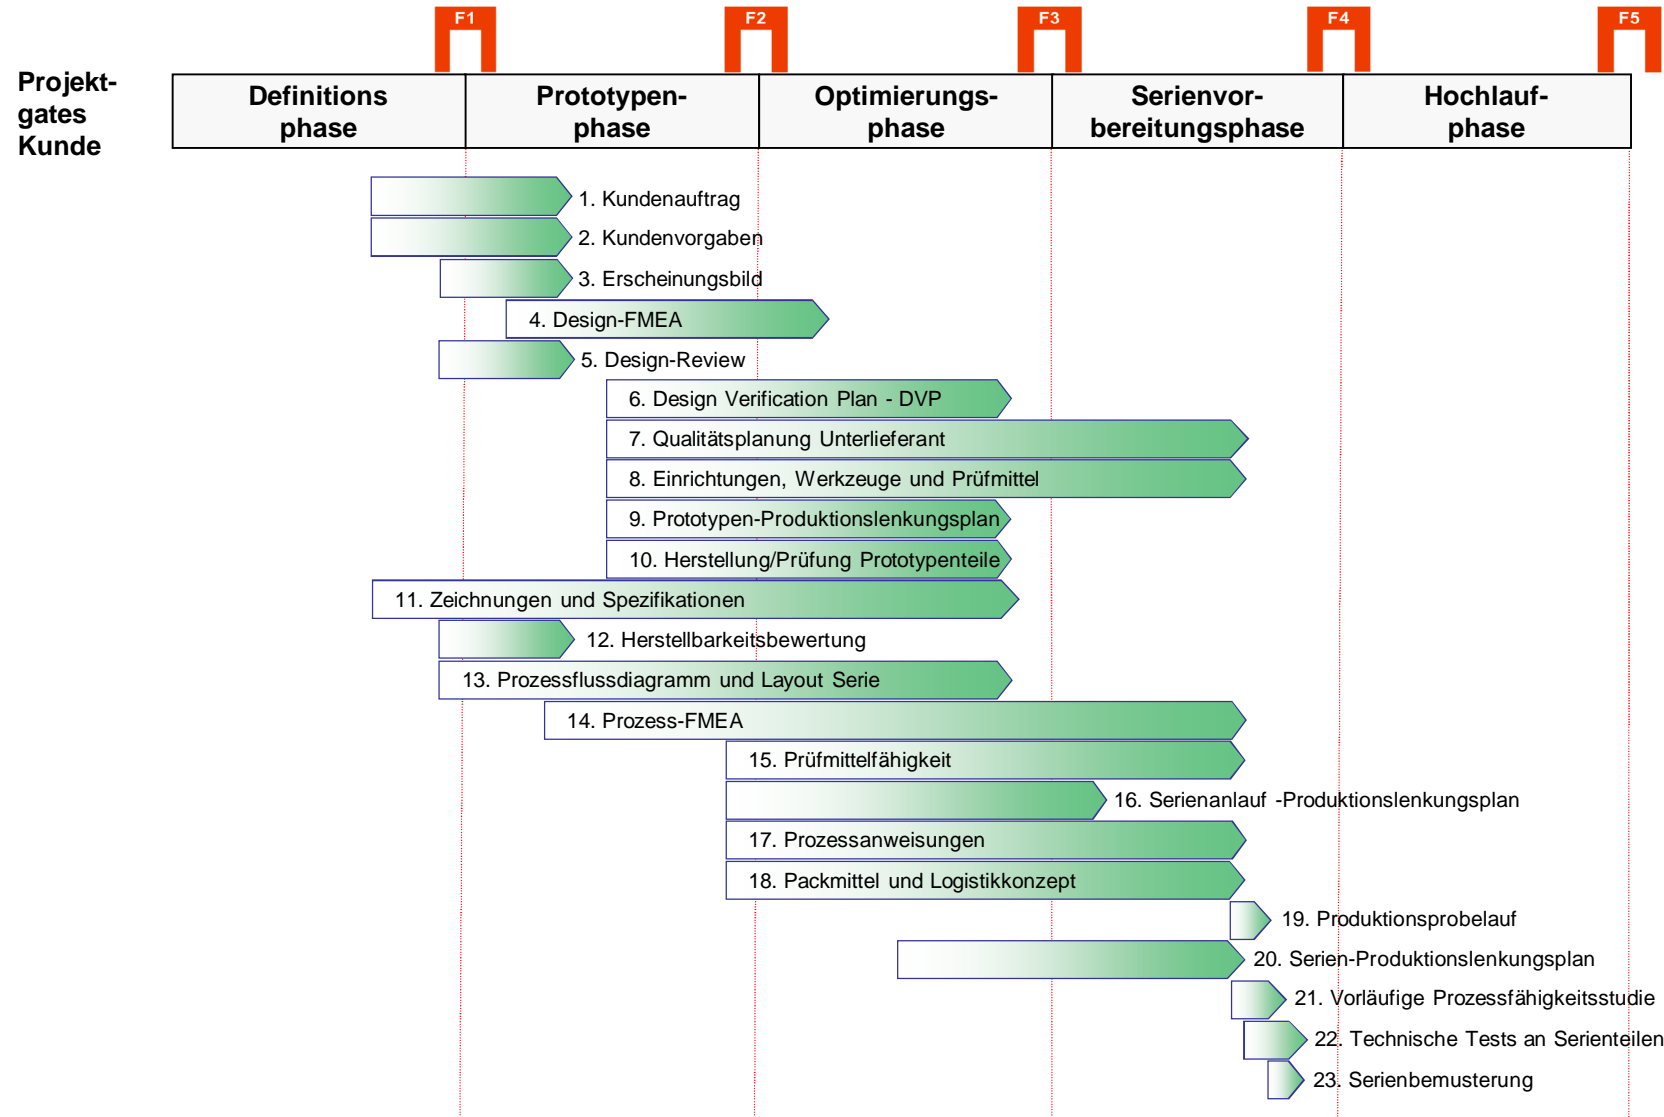 F1 F2 F3 F4 F5
Projekt-
gates
Kunde
Definitions
phase
Prototypen-
phase
Optimierungs-
phase
Serienvor-
bereitungsphase
Hochlauf-
phase
1. Kundenauftrag
2. Kundenvorgaben
3. Erscheinungsbild
4. Design-FMEA
5. Design-Review
6. Design Verification Plan - DVP
7. Qualitätsplanung Unterlieferant
8. Einrichtungen, Werkzeuge und Prüfmittel
9. Prototypen-Produktionslenkungsplan
10. Herstellung/Prüfung Prototypenteile
11. Zeichnungen und Spezifikationen
12. Herstellbarkeitsbewertung
13. Prozessflussdiagramm und Layout Serie
14. Prozess-FMEA
15. Prüfmittelfähigkeit
16. Serienanlauf -Produktionslenkungsplan
17. Prozessanweisungen
18. Packmittel und Logistikkonzept
19. Produktionsprobelauf
20. Serien-Produktionslenkungsplan
21. Vorläufige Prozessfähigkeitsstudie
22. Technische Tests an Serienteilen
23. Serienbemusterung